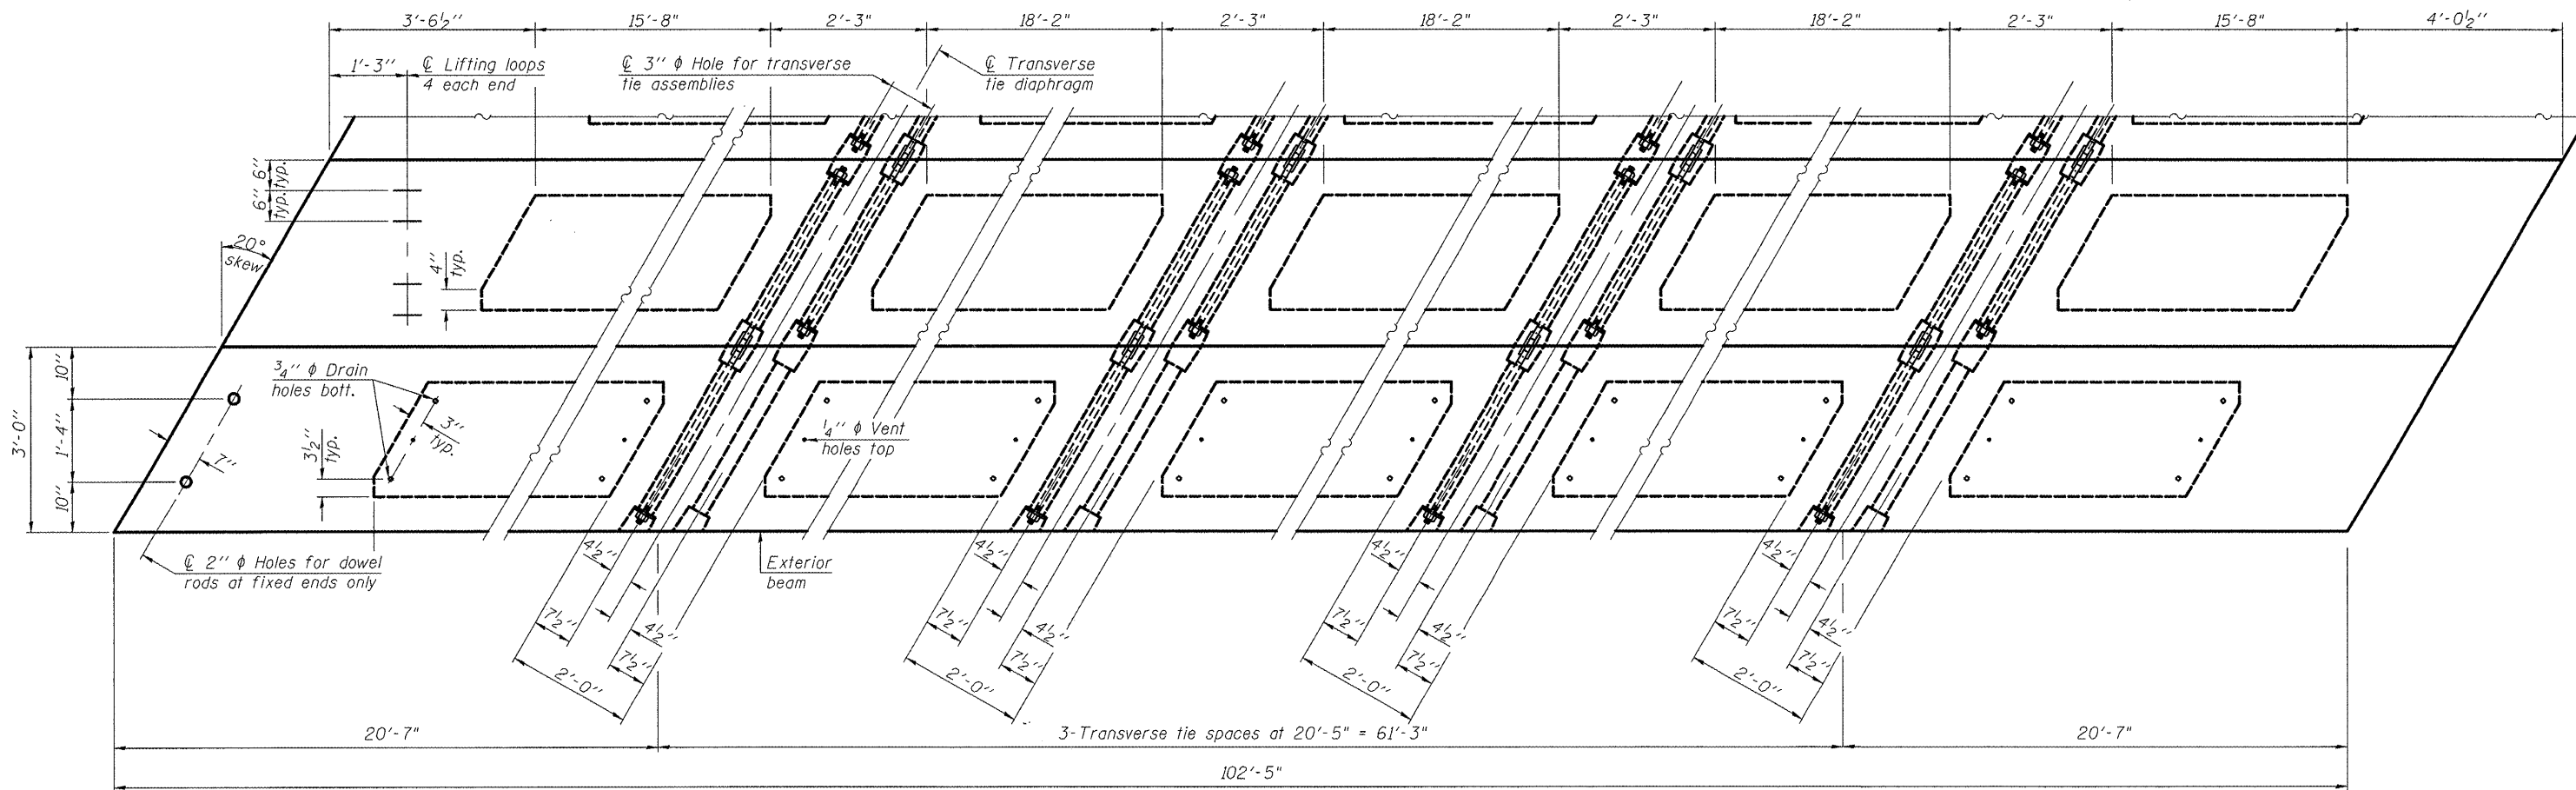 3'-6½" 15'-8" 2'-3" 18'-2" 2'-3" 18'-2" 2'-3" 18'-2" 2'-3" 15'-8" 4'-0½"
1'-3"
℄ Lifting loops
4 each end
℄ 3" ϕ Hole for transverse
tie assemblies
℄ Transverse
tie diaphragm
6" typ.
6" typ.
20°
skew
4"
typ.
3'-0"
10"
1'-4"
10"
¾" ϕ Drain
holes bott.
3"
typ.
3½"
typ.
7"
¼" ϕ Vent
holes top
℄ 2" ϕ Holes for dowel
rods at fixed ends only
Exterior
beam
4½" 4½" 4½" 4½"
7½" 7½" 7½" 7½"
4½" 4½" 4½" 4½"
7½" 7½" 7½" 7½"
2'-0" 2'-0" 2'-0" 2'-0"
20'-7" 3-Transverse tie spaces at 20'-5" = 61'-3" 20'-7"
102'-5"